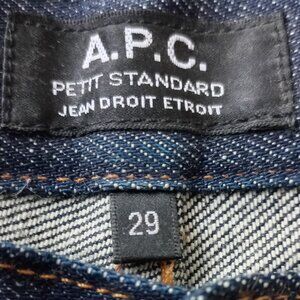 A.P.C.
PETIT STANDARD
JEAN DROIT ETROIT
29